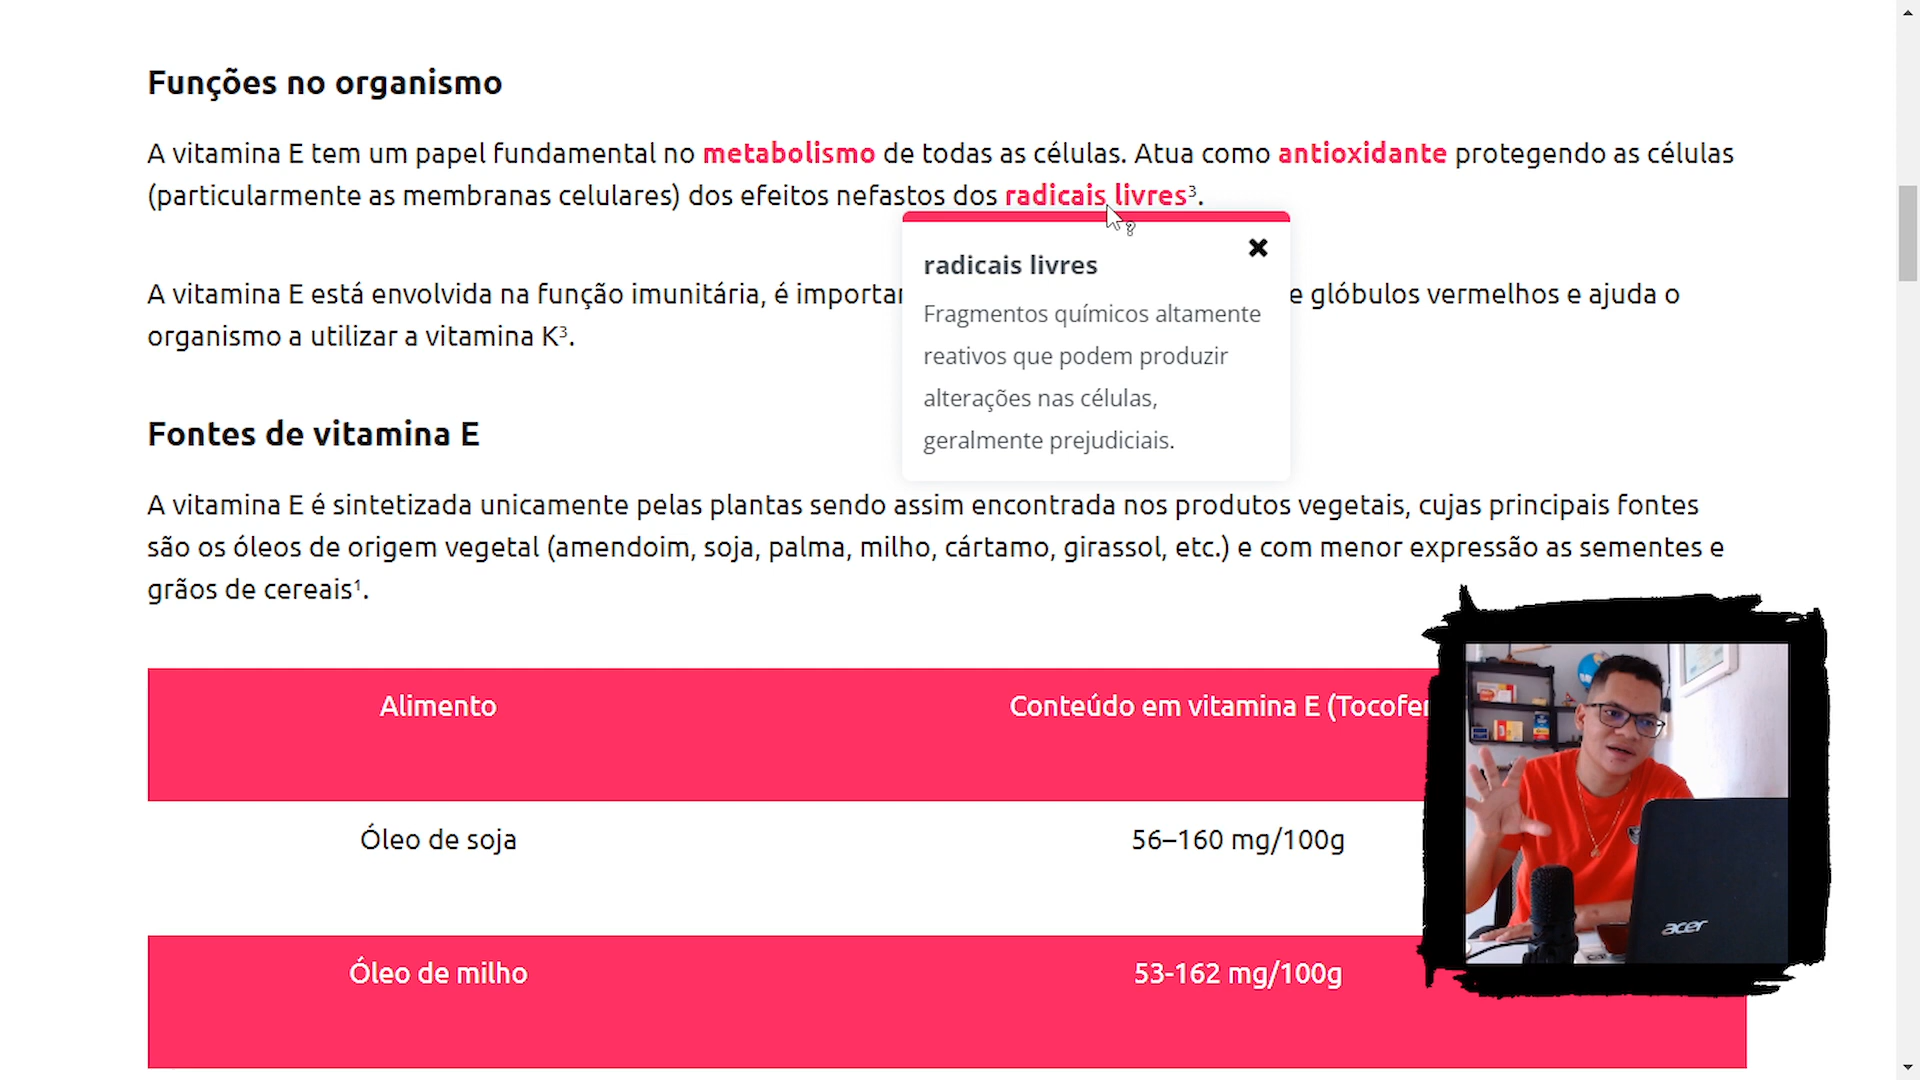 Funções no organismo
A vitamina E tem um papel fundamental no metabolismo de todas as células. Atua como antioxidante protegendo as células
(particularmente as membranas celulares) dos efeitos nefastos dos radicais livres³.
radicais livres
Fragmentos químicos altamente
reativos que podem produzir
alterações nas células,
geralmente prejudiciais.
A vitamina E está envolvida na função imunitária, é e glóbulos vermelhos e ajuda o
organismo a utilizar a vitamina K³.
Fontes de vitamina E
A vitamina E é sintetizada unicamente pelas plantas sendo assim encontrada nos produtos vegetais, cujas principais fontes
são os óleos de origem vegetal (amendoim, soja, palma, milho, cártamo, girassol, etc.) e com menor expressão as sementes e
grãos de cereais¹.
Alimento
Conteúdo em vitamina E
Óleo de soja
56–160 mg/100g
Óleo de milho
53-162 mg/100g
acer